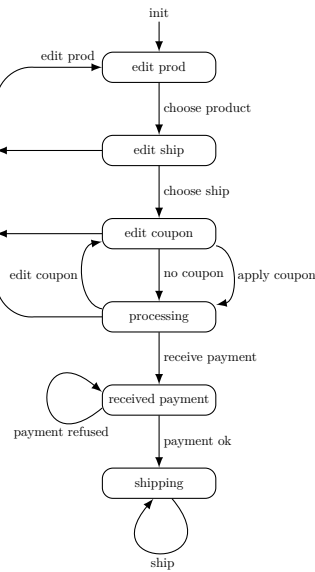 init
edit prod
edit prod
choose product
edit ship
choose ship
edit coupon
edit coupon
no coupon
apply coupon
processing
receive payment
received payment
payment refused
payment ok
shipping
ship